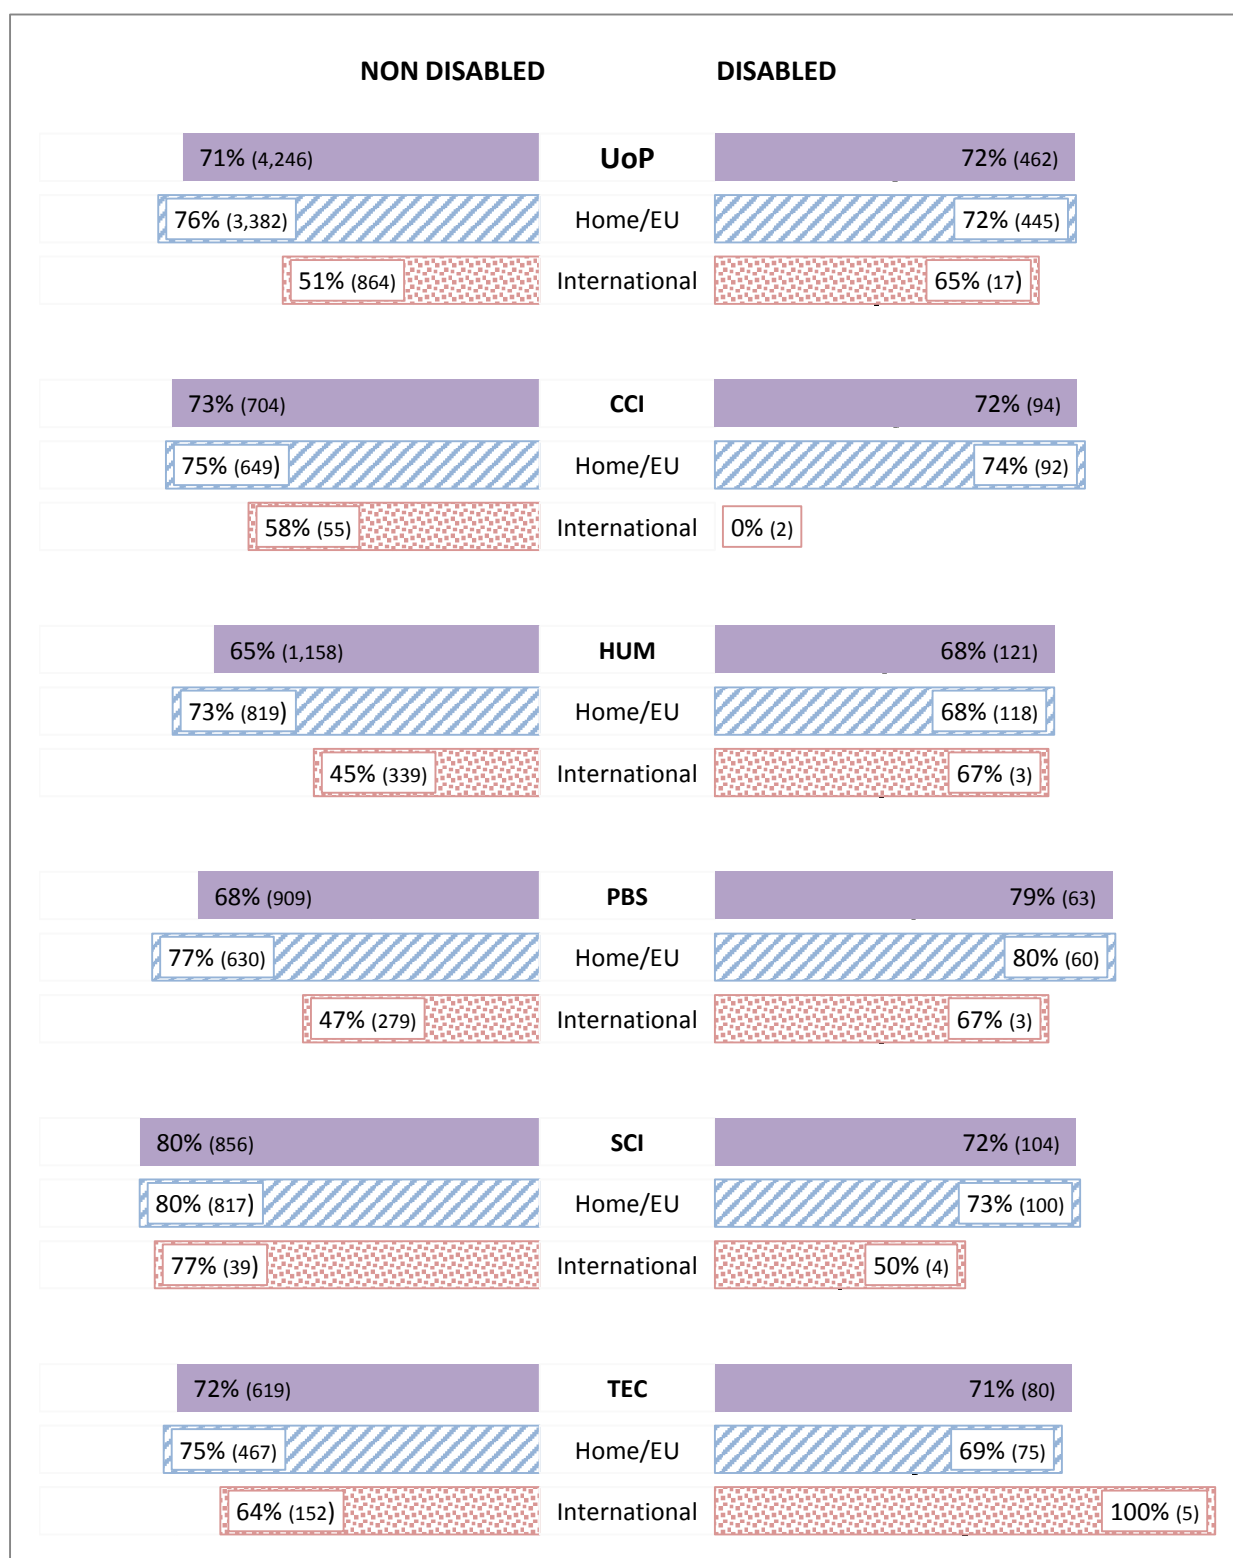 NON DISABLED DISABLED
71% (4,246) UoP 72% (462)
76% (3,382) Home/EU 72% (445)
51% (864) International 65% (17)
73% (704) CCI 72% (94)
75% (649) Home/EU 74% (92)
58% (55) International 0% (2)
65% (1,158) HUM 68% (121)
73% (819) Home/EU 68% (118)
45% (339) International 67% (3)
68% (909) PBS 79% (63)
77% (630) Home/EU 80% (60)
47% (279) International 67% (3)
80% (856) SCI 72% (104)
80% (817) Home/EU 73% (100)
77% (39) International 50% (4)
72% (619) TEC 71% (80)
75% (467) Home/EU 69% (75)
64% (152) International 100% (5)